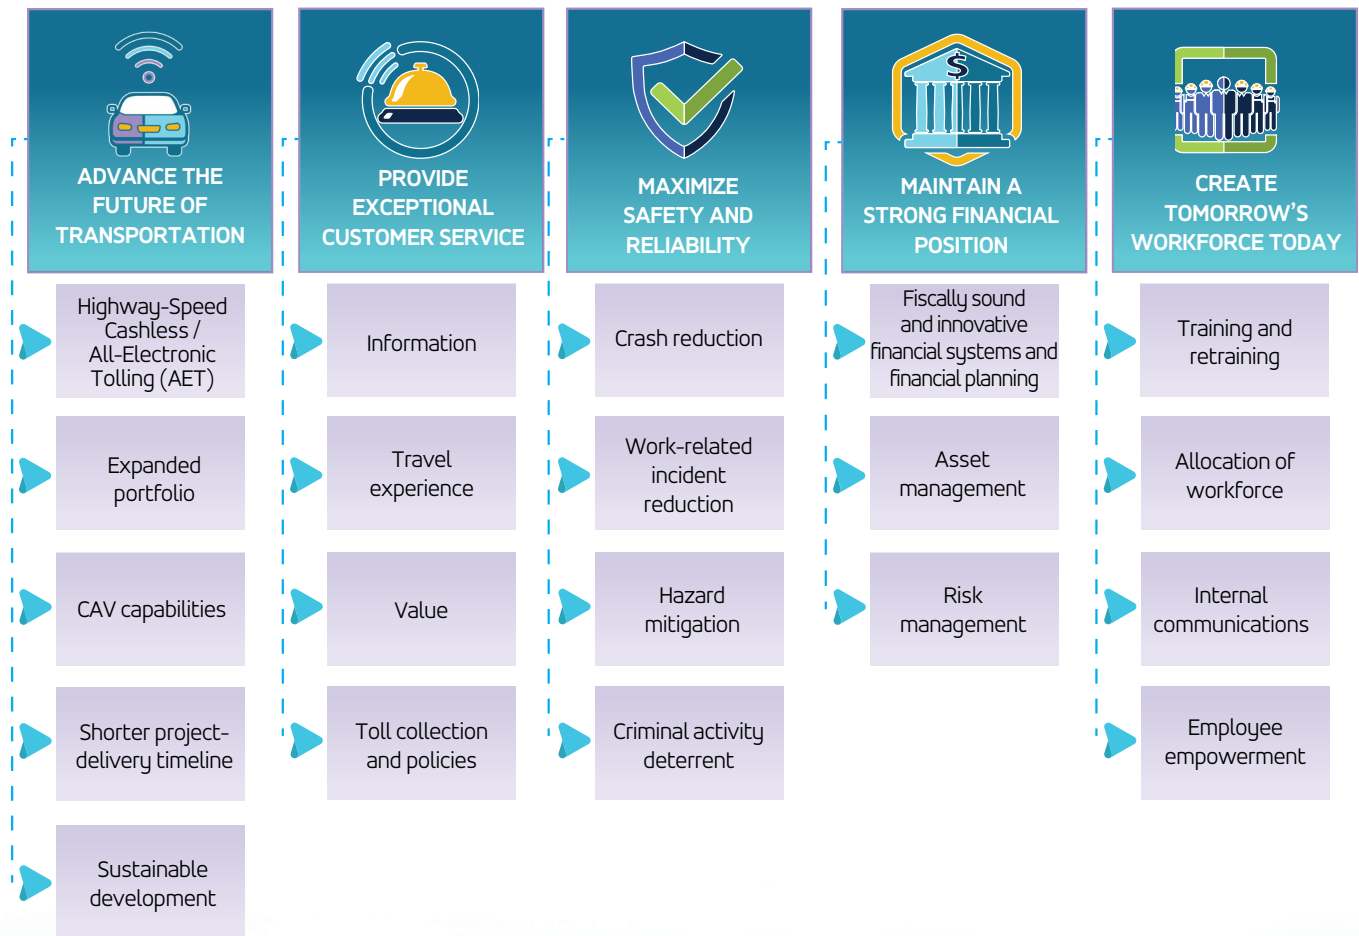 ADVANCE THE
FUTURE OF
TRANSPORTATION
Highway-Speed
Cashless /
All-Electronic
Tolling (AET)
Expanded
portfolio
CAV capabilities
Shorter project-
delivery timeline
Sustainable
development
PROVIDE
EXCEPTIONAL
CUSTOMER SERVICE
Information
Travel
experience
Value
Toll collection
and policies
MAXIMIZE
SAFETY AND
RELIABILITY
Crash reduction
Work-related
incident
reduction
Hazard
mitigation
Criminal activity
deterrent
$
MAINTAIN A
STRONG FINANCIAL
POSITION
Fiscally sound
and innovative
financial systems and
financial planning
Asset
management
Risk
management
CREATE
TOMORROW'S
WORKFORCE TODAY
Training and
retraining
Allocation of
workforce
Internal
communications
Employee
empowerment